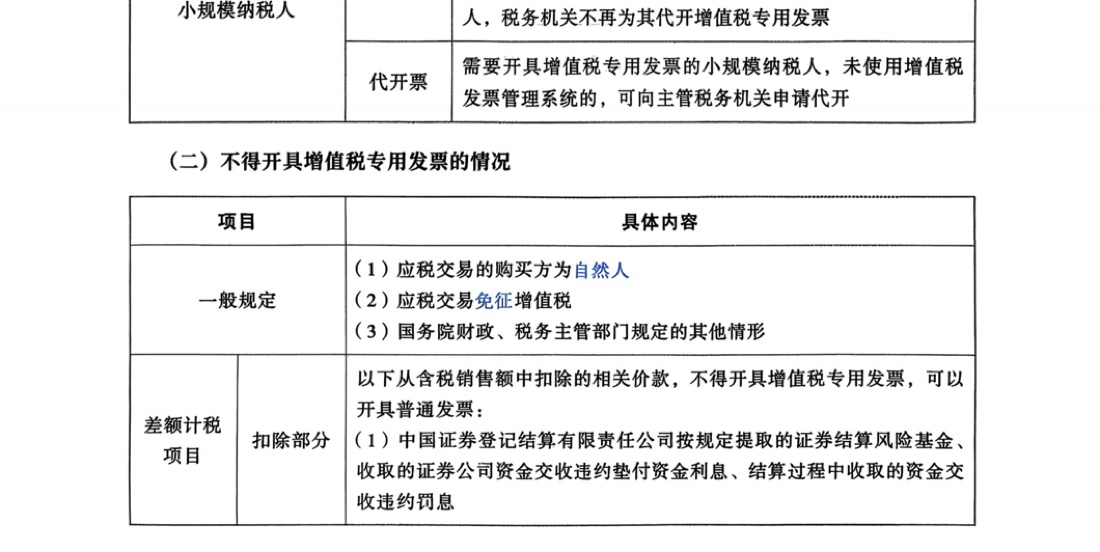 小规模纳税人
人，税务机关不再为其代开增值税专用发票
代开票
需要开具增值税专用发票的小规模纳税人，未使用增值税
发票管理系统的，可向主管税务机关申请代开
（二）不得开具增值税专用发票的情况
项目
具体内容
一般规定
（1）应税交易的购买方为自然人
（2）应税交易免征增值税
（3）国务院财政、税务主管部门规定的其他情形
差额计税
项目
扣除部分
以下从含税销售额中扣除的相关价款，不得开具增值税专用发票，可以
开具普通发票：
（1）中国证券登记结算有限责任公司按规定提取的证券结算风险基金、
收取的证券公司资金交收违约垫付资金利息、结算过程中收取的资金交
收违约罚息